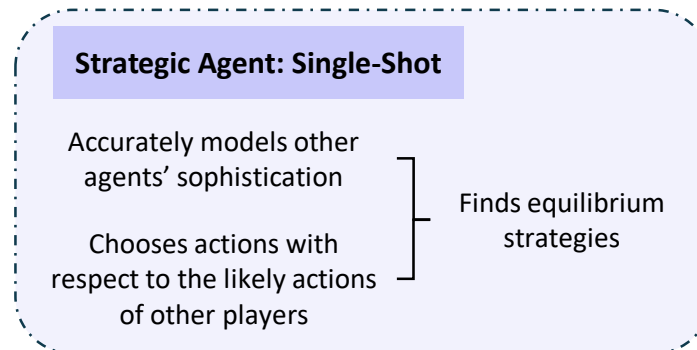 Strategic Agent: Single-Shot
Accurately models other
agents’ sophistication
Chooses actions with
respect to the likely actions
of other players
Finds equilibrium
strategies